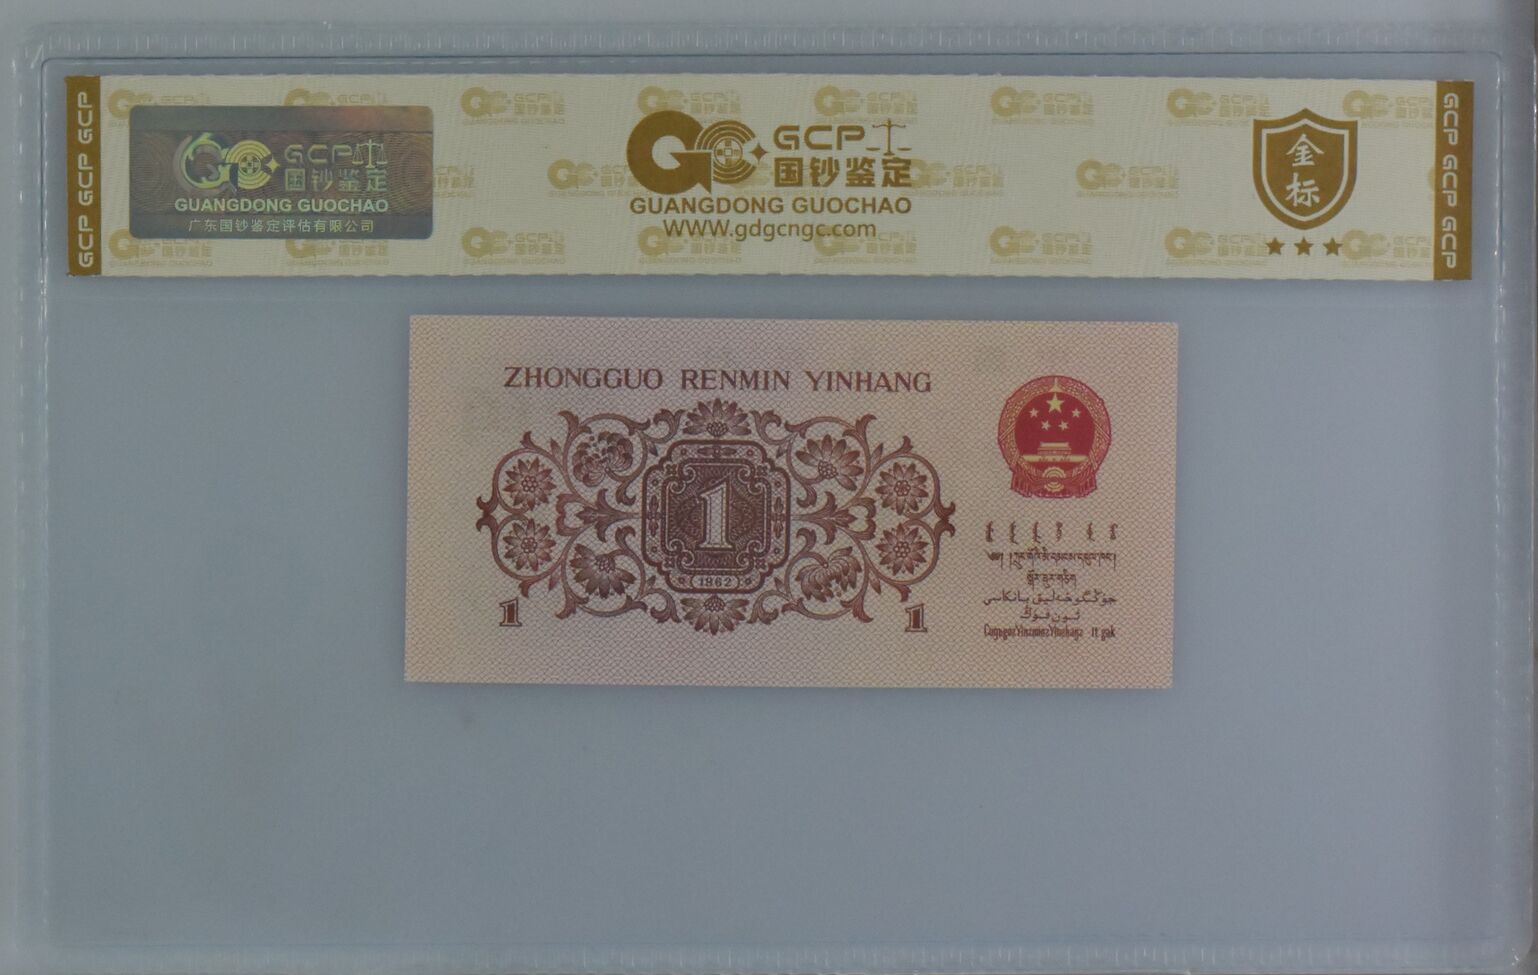 GCP GCP GCP
GCP
国钞鉴定
GUANGDONG GUOCHAO
广东国钞鉴定评估有限公司
GCP
国钞鉴定
GUANGDONG GUOCHAO
WWW.gdgcngc.com
金标
GCP GCP GCP
ZHONGGUO RENMIN YINHANG
1
1962
1
1